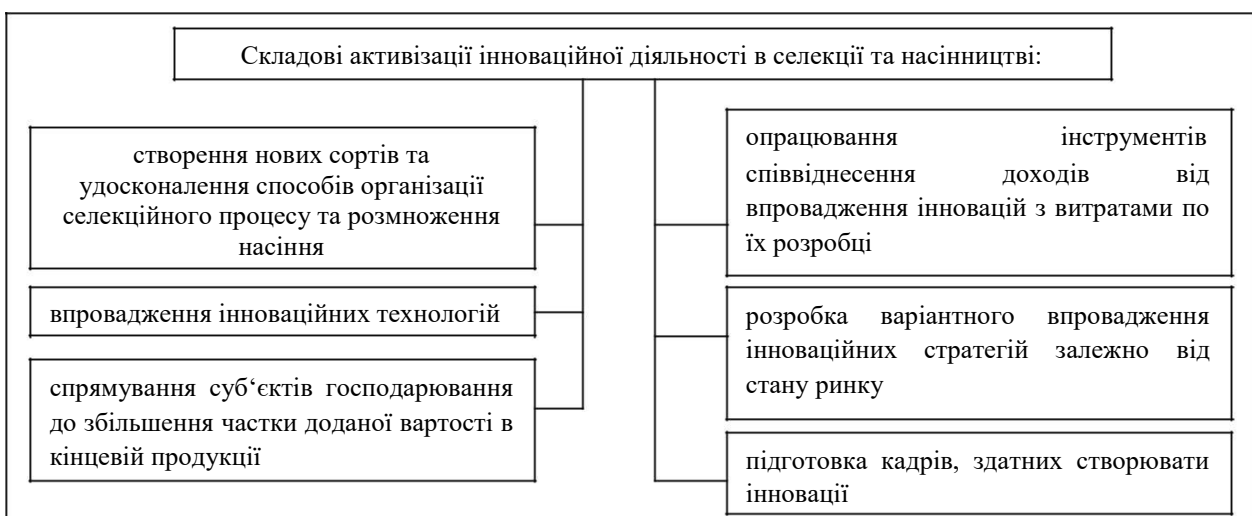 Складові активізації інноваційної діяльності в селекції та насінництві:
створення нових сортів та
удосконалення способів організації
селекційного процесу та розмноження
насіння
впровадження інноваційних технологій
спрямування суб‘єктів господарювання
до збільшення частки доданої вартості в
кінцевій продукції
опрацювання інструментів
співвіднесення доходів від
впровадження інновацій з витратами по
їх розробці
розробка варіантного впровадження
інноваційних стратегій залежно від
стану ринку
підготовка кадрів, здатних створювати
інновації